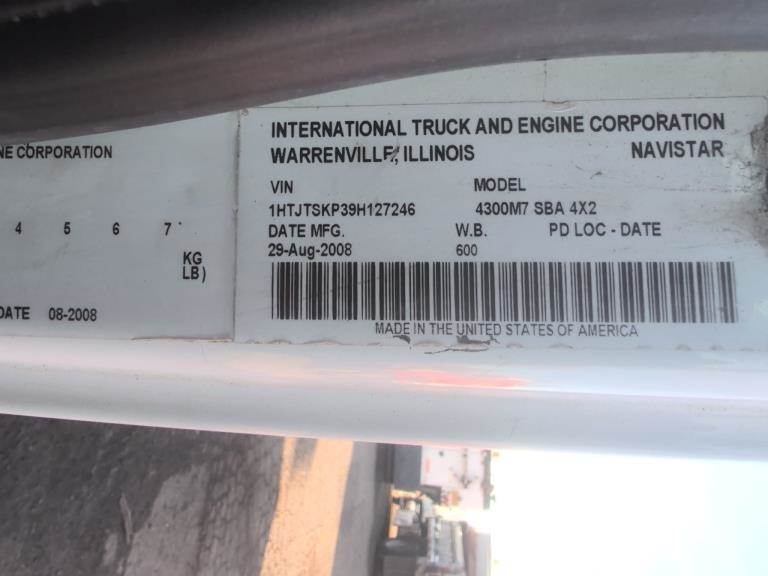 NE CORPORATION
4 5 6 7
KG
LB)
DATE 08-2008
INTERNATIONAL TRUCK AND ENGINE CORPORATION
WARRENVILLE, ILLINOIS NAVISTAR
VIN MODEL
1HTJTSKP39H127246 4300M7 SBA 4X2
DATE MFG. W.B. PD LOC - DATE
29-Aug-2008 600
MADE IN THE UNITED STATES OF AMERICA